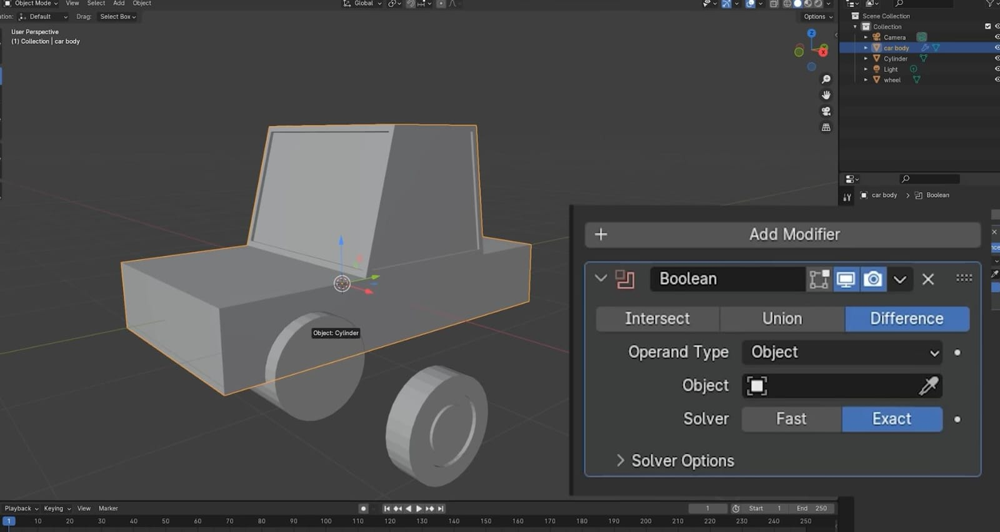 Object Mode View Select Add Object Global
tion: Default Drag: Select Box Options
User Perspective
(1) Collection | car body
Scene Collection
Collection
Camera
car body
Cylinder
Light
wheel
Z
X
car body > Boolean
Object: Cylinder
Add Modifier
Boolean
Intersect Union Difference
Operand Type Object
Object
Solver Fast Exact
Solver Options
Playback Keying View Marker 1 Start 1 End 250
1 10 20 30 40 50 60 70 80 90 100 110 120 130 140 150 160 170 180 190 200 210 220 230 240 250